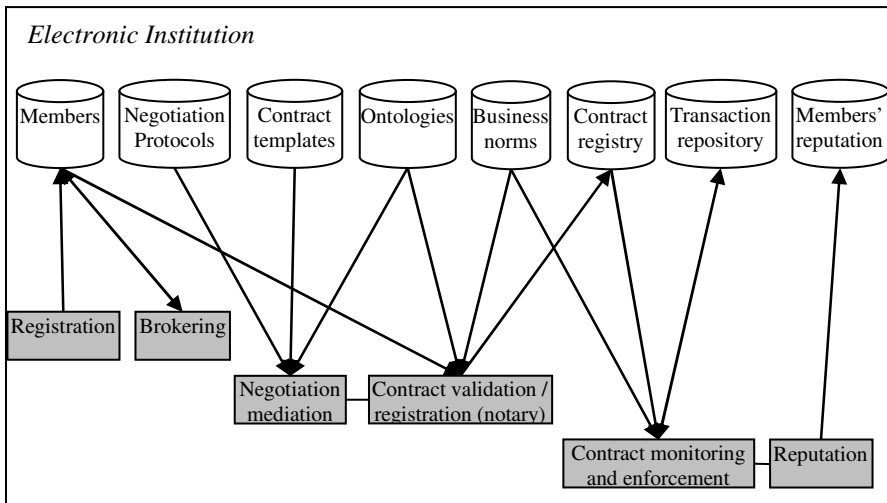 Electronic Institution
Members
Negotiation
Protocols
Contract
templates
Ontologies
Business
norms
Contract
registry
Transaction
repository
Members'
reputation
Registration
Brokering
Negotiation
mediation
Contract validation /
registration (notary)
Contract monitoring
and enforcement
Reputation